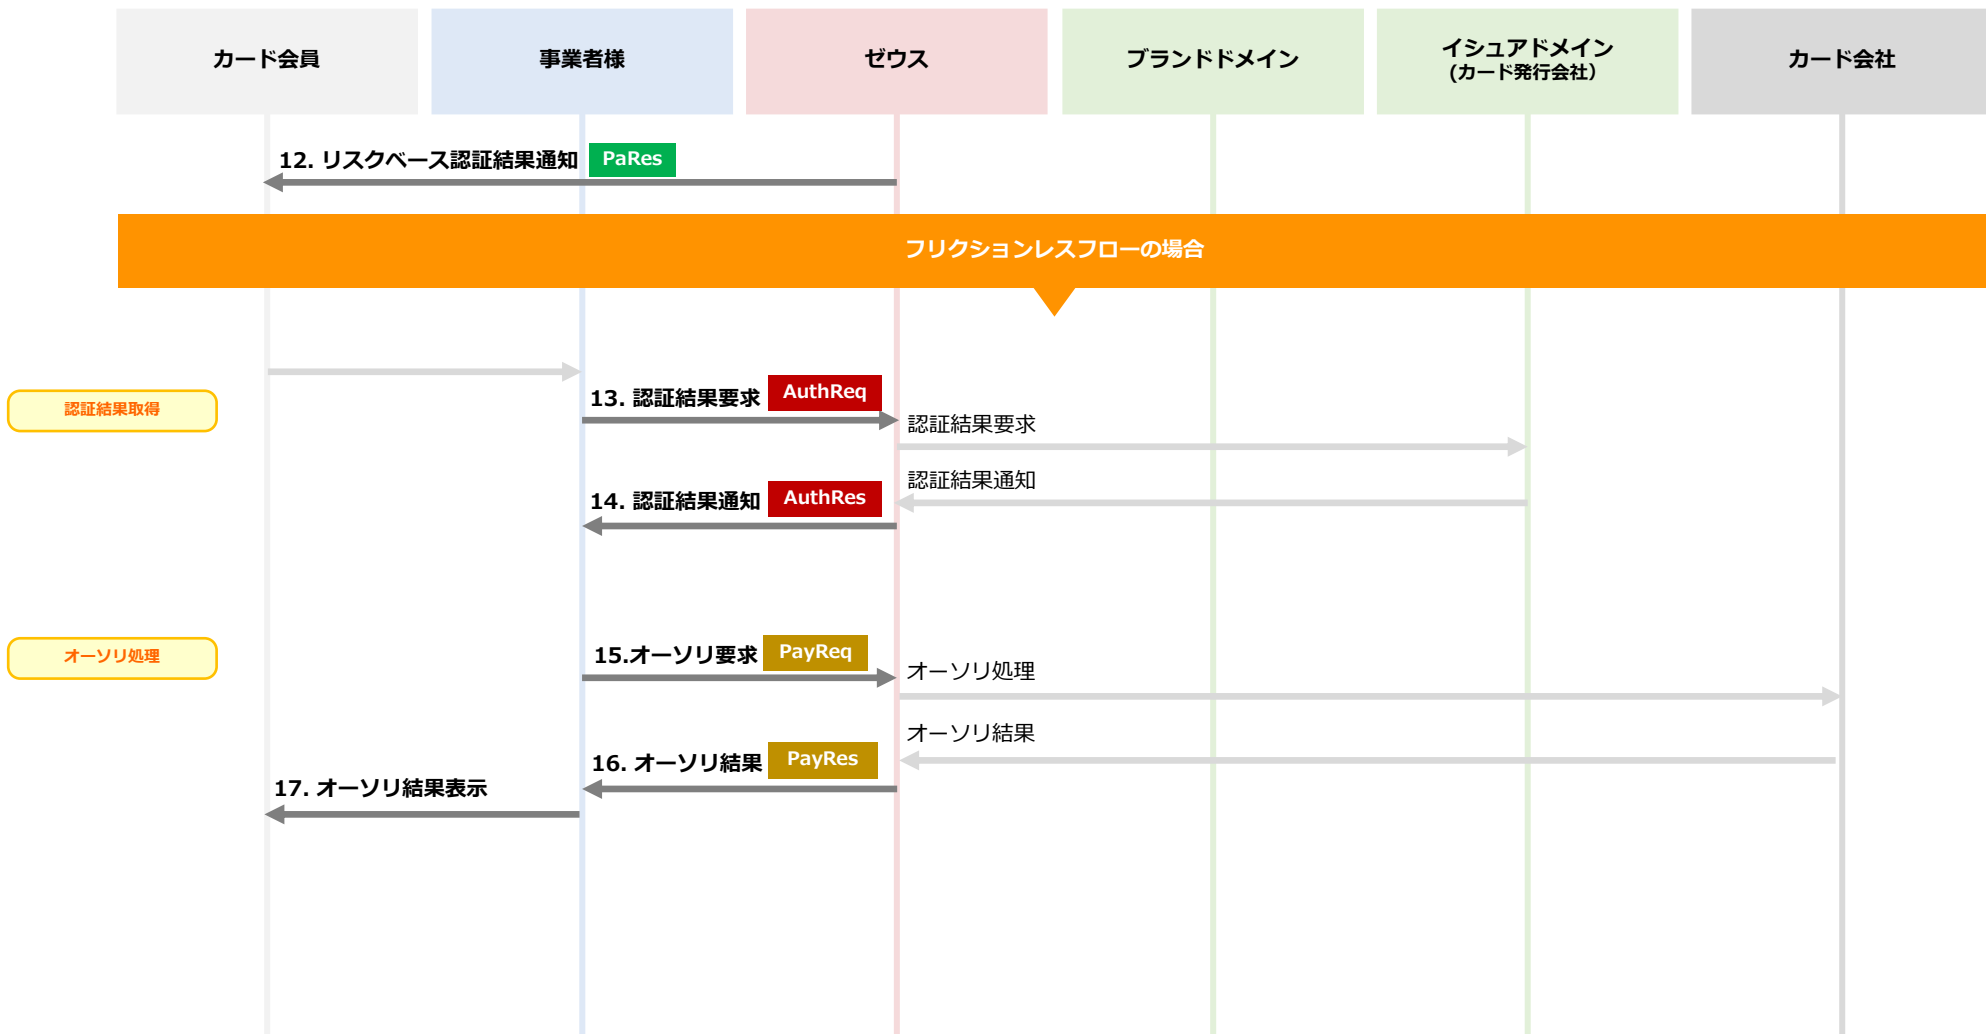 カード会員
事業者様
ゼウス
ブランドドメイン
イシュアドメイン
(カード発行会社）
カード会社
12. リスクベース認証結果通知 PaRes
フリクションレスフローの場合
認証結果取得
13. 認証結果要求 AuthReq
認証結果要求
認証結果通知
14. 認証結果通知 AuthRes
オーソリ処理
15.オーソリ要求 PayReq
オーソリ処理
オーソリ結果
16. オーソリ結果 PayRes
17. オーソリ結果表示